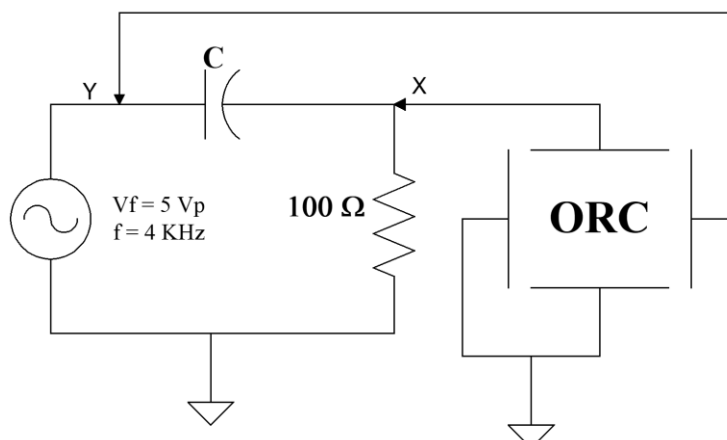 C
Y
X
Vf = 5 Vp
f = 4 KHz
100 Ω
ORC